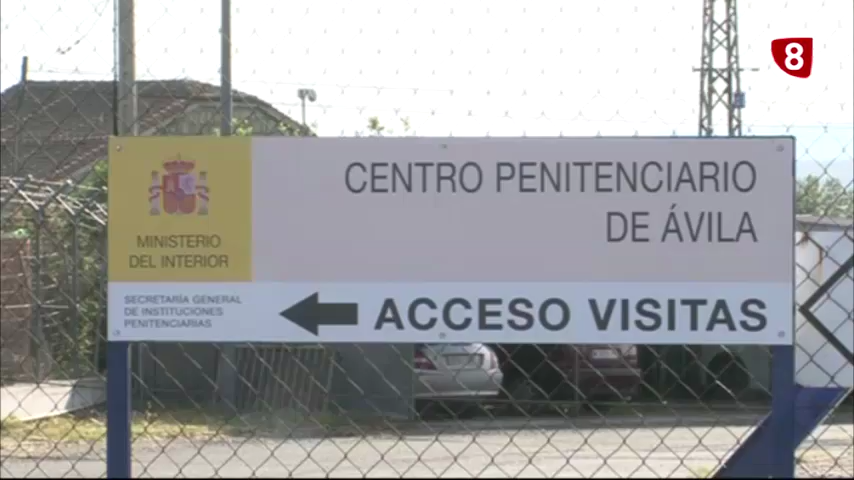 8
CENTRO PENITENCIARIO
DE ÁVILA
MINISTERIO
DEL INTERIOR
SECRETARÍA GENERAL
DE INSTITUCIONES
PENITENCIARIAS
ACCESO VISITAS